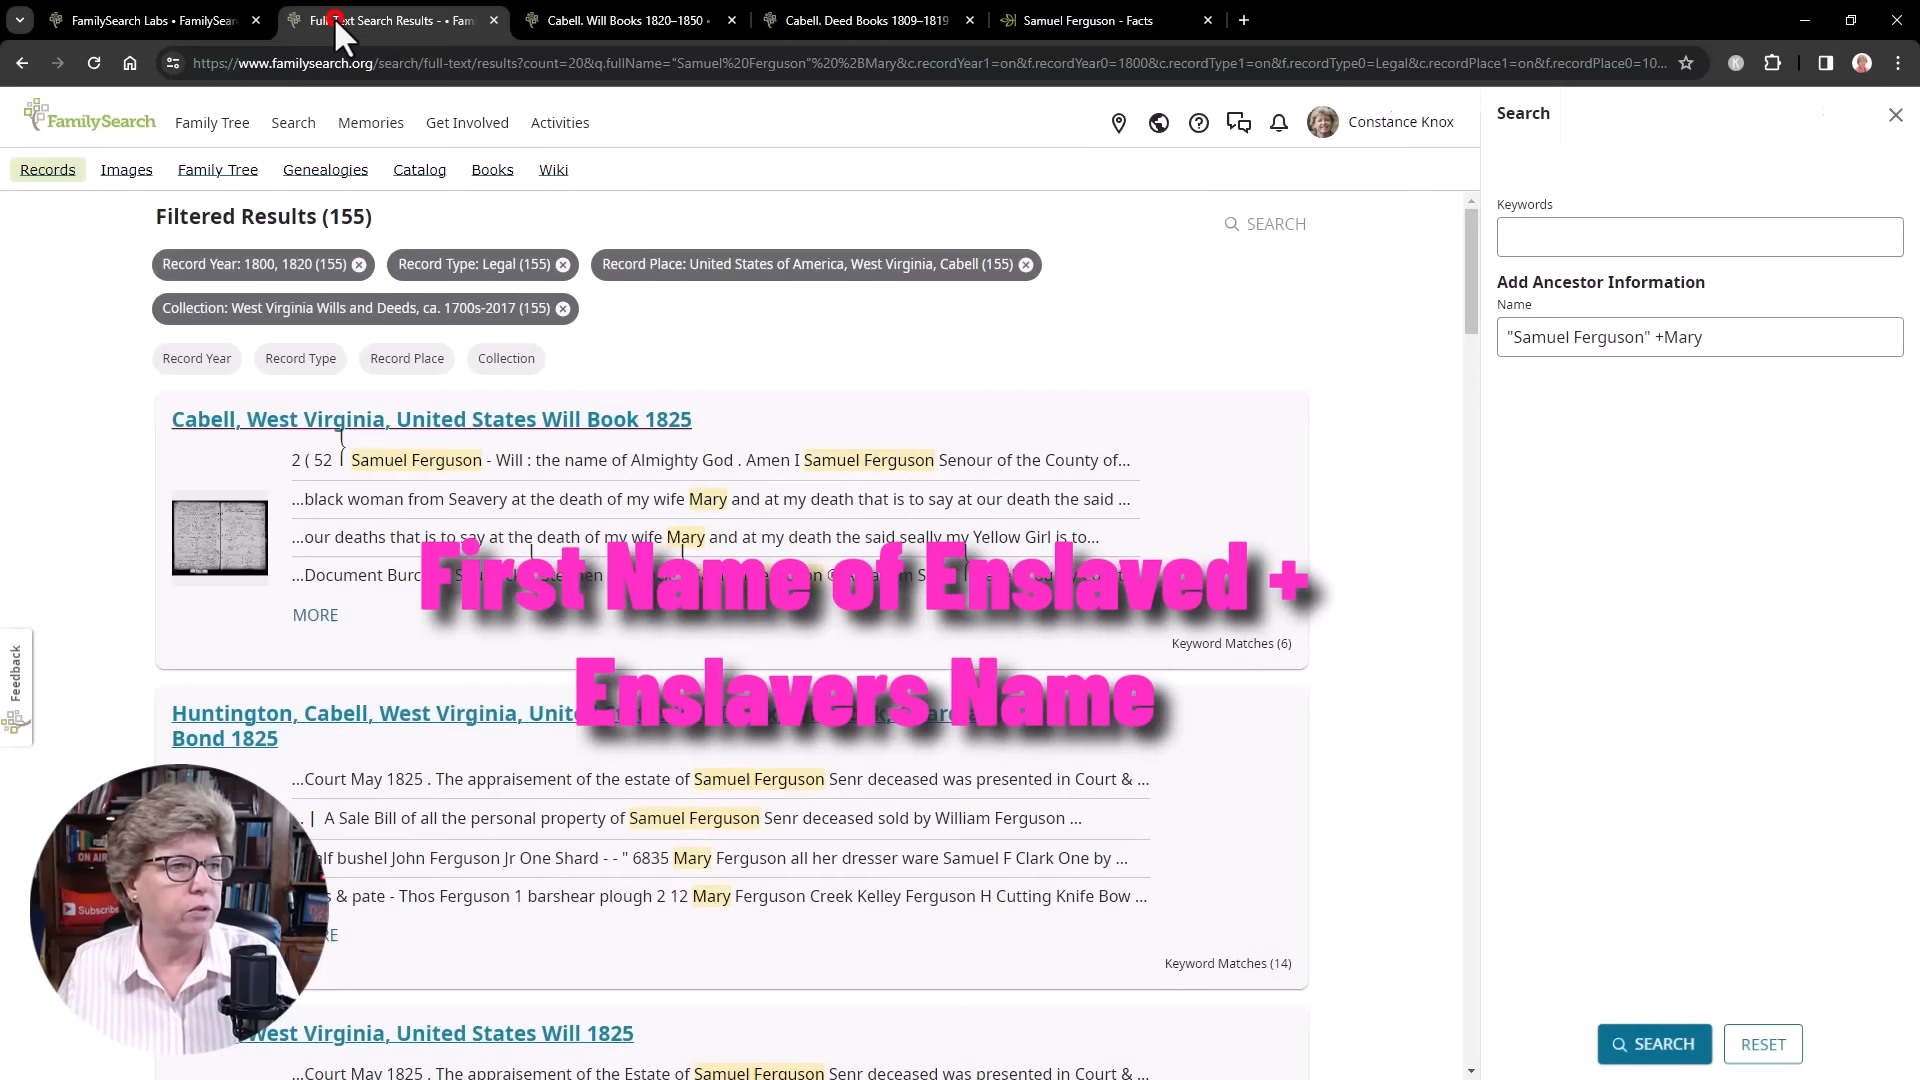 FamilySearch Labs • FamilySear
Full Text Search Results - • Fami
Cabell. Will Books 1820–1850 •
Cabell. Deed Books 1809–1819
Samuel Ferguson - Facts
https://www.familysearch.org/search/full-text/results?count=20&q.fullName="Samuel%20Ferguson"%20%2BMary&c.recordYear1=on&f.recordYear0=1800&c.recordType1=on&f.recordType0=Legal&c.recordPlace1=on&f.recordPlace0=10...
FamilySearch
Family Tree
Search
Memories
Get Involved
Activities
Constance Knox
Records
Images
Family Tree
Genealogies
Catalog
Books
Wiki
Filtered Results (155)
SEARCH
Record Year: 1800, 1820 (155)
Record Type: Legal (155)
Record Place: United States of America, West Virginia, Cabell (155)
Collection: West Virginia Wills and Deeds, ca. 1700s-2017 (155)
Record Year
Record Type
Record Place
Collection
Cabell, West Virginia, United States Will Book 1825
2 ( 52 Samuel Ferguson - Will : the name of Almighty God . Amen I Samuel Ferguson Senour of the County of...
...black woman from Seavery at the death of my wife Mary and at my death that is to say at our death the said ...
...our deaths that is to say at the death of my wife Mary and at my death the said seally my Yellow Girl is to...
...Document
MORE
Keyword Matches (6)
First Name of Enslaved +
Enslavers Name
Huntington, Cabell, West Virginia,
Bond 1825
...Court May 1825 . The appraisement of the estate of Samuel Ferguson Senr deceased was presented in Court & ...
A Sale Bill of all the personal property of Samuel Ferguson Senr deceased sold by William Ferguson ...
bushel John Ferguson Jr One Shard - - " 6835 Mary Ferguson all her dresser ware Samuel F Clark One by ...
& pate - Thos Ferguson 1 barshear plough 2 12 Mary Ferguson Creek Kelley Ferguson H Cutting Knife Bow ...
Keyword Matches (14)
West Virginia, United States Will 1825
...Court May 1825 . The appraisement of the Estate of Samuel Ferguson Senr deceased was presented in Court & ...
Feedback
ON AIR
Subscribe
Search
Keywords
Add Ancestor Information
Name
"Samuel Ferguson" +Mary
SEARCH
RESET